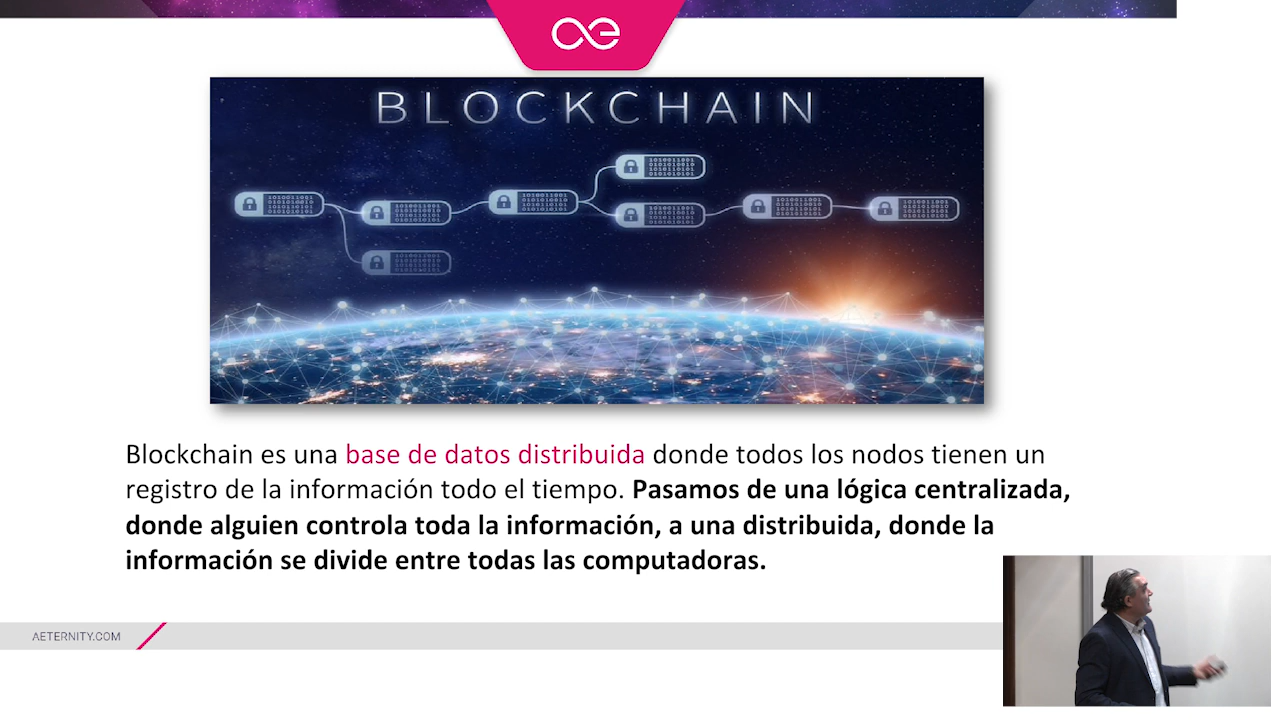 BLOCKCHAIN
Blockchain es una base de datos distribuida donde todos los nodos tienen un
registro de la información todo el tiempo. Pasamos de una lógica centralizada,
donde alguien controla toda la información, a una distribuida, donde la
información se divide entre todas las computadoras.
AETERNITY.COM